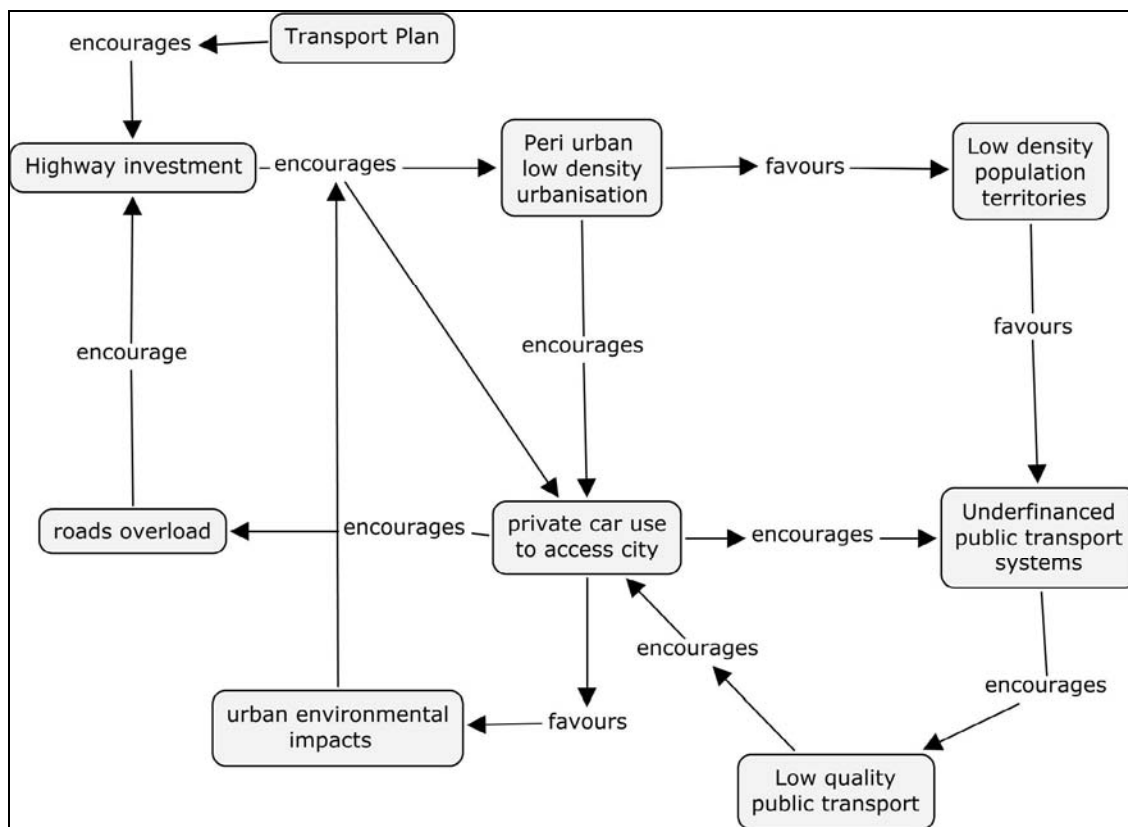 Transport Plan
encourages
Highway investment
encourages
Peri urban
low density
urbanisation
favours
Low density
population
territories
encourage
encourages
favours
roads overload
encourages
private car use
to access city
encourages
Underfinanced
public transport
systems
encourages
encourages
urban environmental
impacts
favours
Low quality
public transport